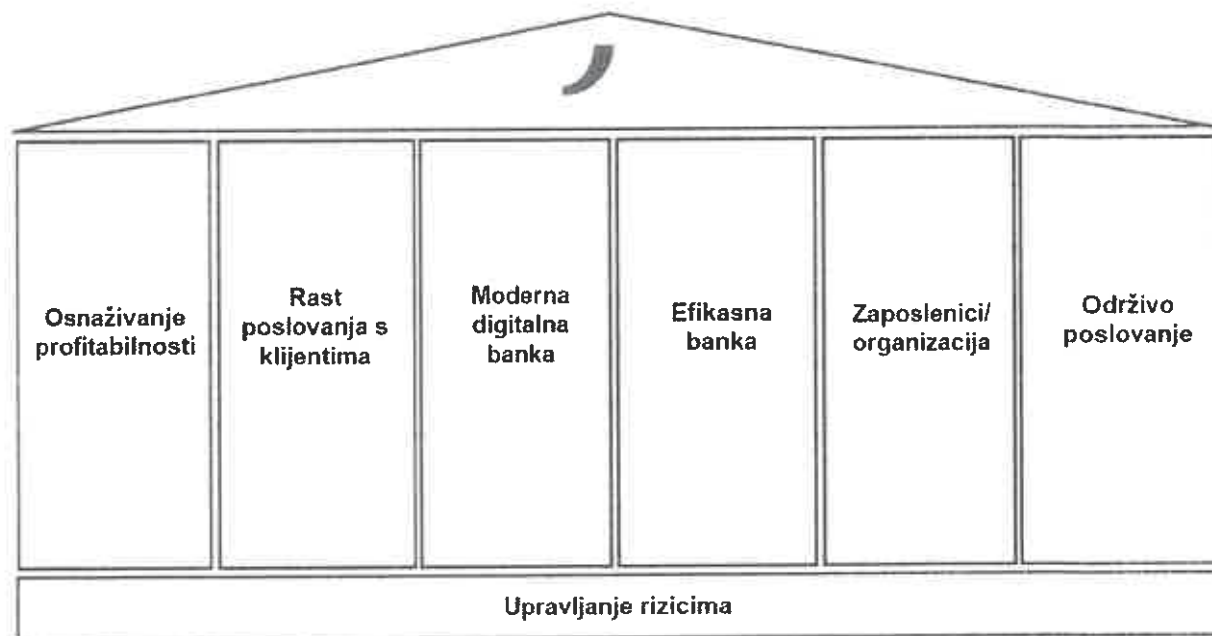 Osnaživanje
profitabilnosti
Rast
poslovanja s
klijentima
Moderna
digitalna
banka
Efikasna
banka
Zaposlenici/
organizacija
Održivo
poslovanje
Upravljanje rizicima